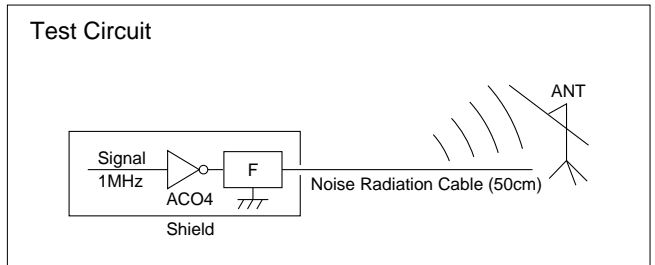 Test Circuit
ANT
Signal
1MHz
F
Noise Radiation Cable (50cm)
ACO4
Shield